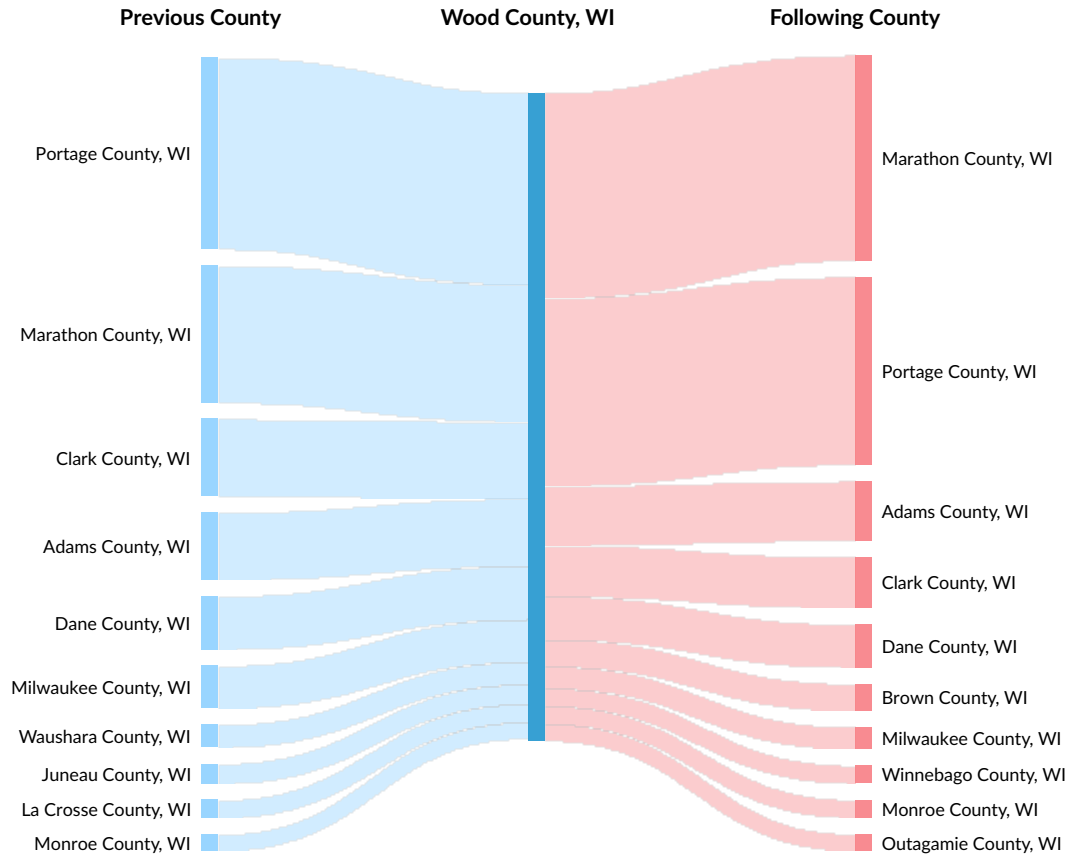 Previous County
Wood County, WI
Following County
Portage County, WI
Marathon County, WI
Clark County, WI
Adams County, WI
Dane County, WI
Milwaukee County, WI
Waushara County, WI
Juneau County, WI
La Crosse County, WI
Monroe County, WI
Marathon County, WI
Portage County, WI
Adams County, WI
Clark County, WI
Dane County, WI
Brown County, WI
Milwaukee County, WI
Winnebago County, WI
Monroe County, WI
Outagamie County, WI